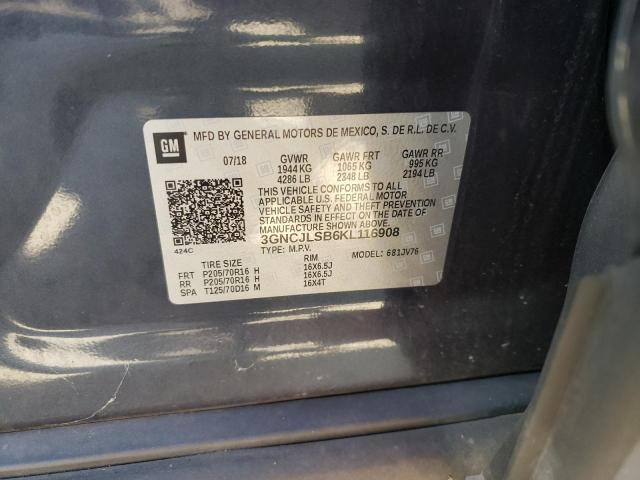 GM MFD BY GENERAL MOTORS DE MEXICO, S. DE R.L. DE C.V.
07/18 GVWR GAWR FRT GAWR RR
1944 KG 1065 KG 995 KG
4286 LB 2348 LB 2194 LB
THIS VEHICLE CONFORMS TO ALL
APPLICABLE U.S. FEDERAL MOTOR
VEHICLE SAFETY AND THEFT PREVENTION
STANDARDS IN EFFECT ON THE DATE
OF MANUFACTURE SHOWN ABOVE
3GNCJLSB6KL116908
424C TYPE: M.P.V. MODEL: 681JV76
TIRE SIZE RIM
FRT P205/70R16 H 16X6.5J
RR P205/70R16 H 16X6.5J
SPA T125/70D16 M 16X4T